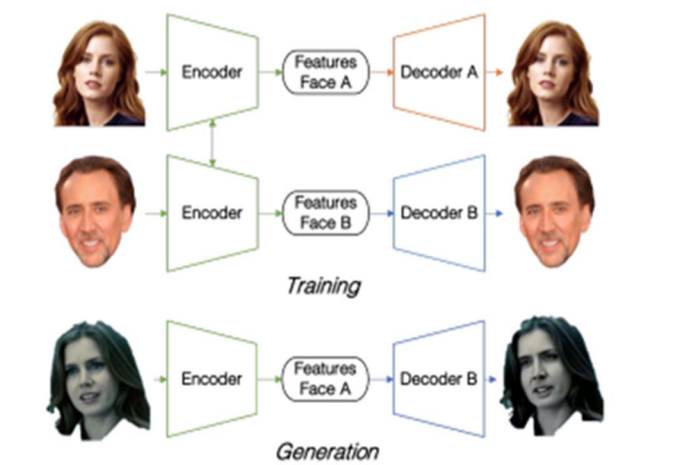 Encoder
Features
Face A
Decoder A
Encoder
Features
Face B
Decoder B
Training
Encoder
Features
Face A
Decoder B
Generation